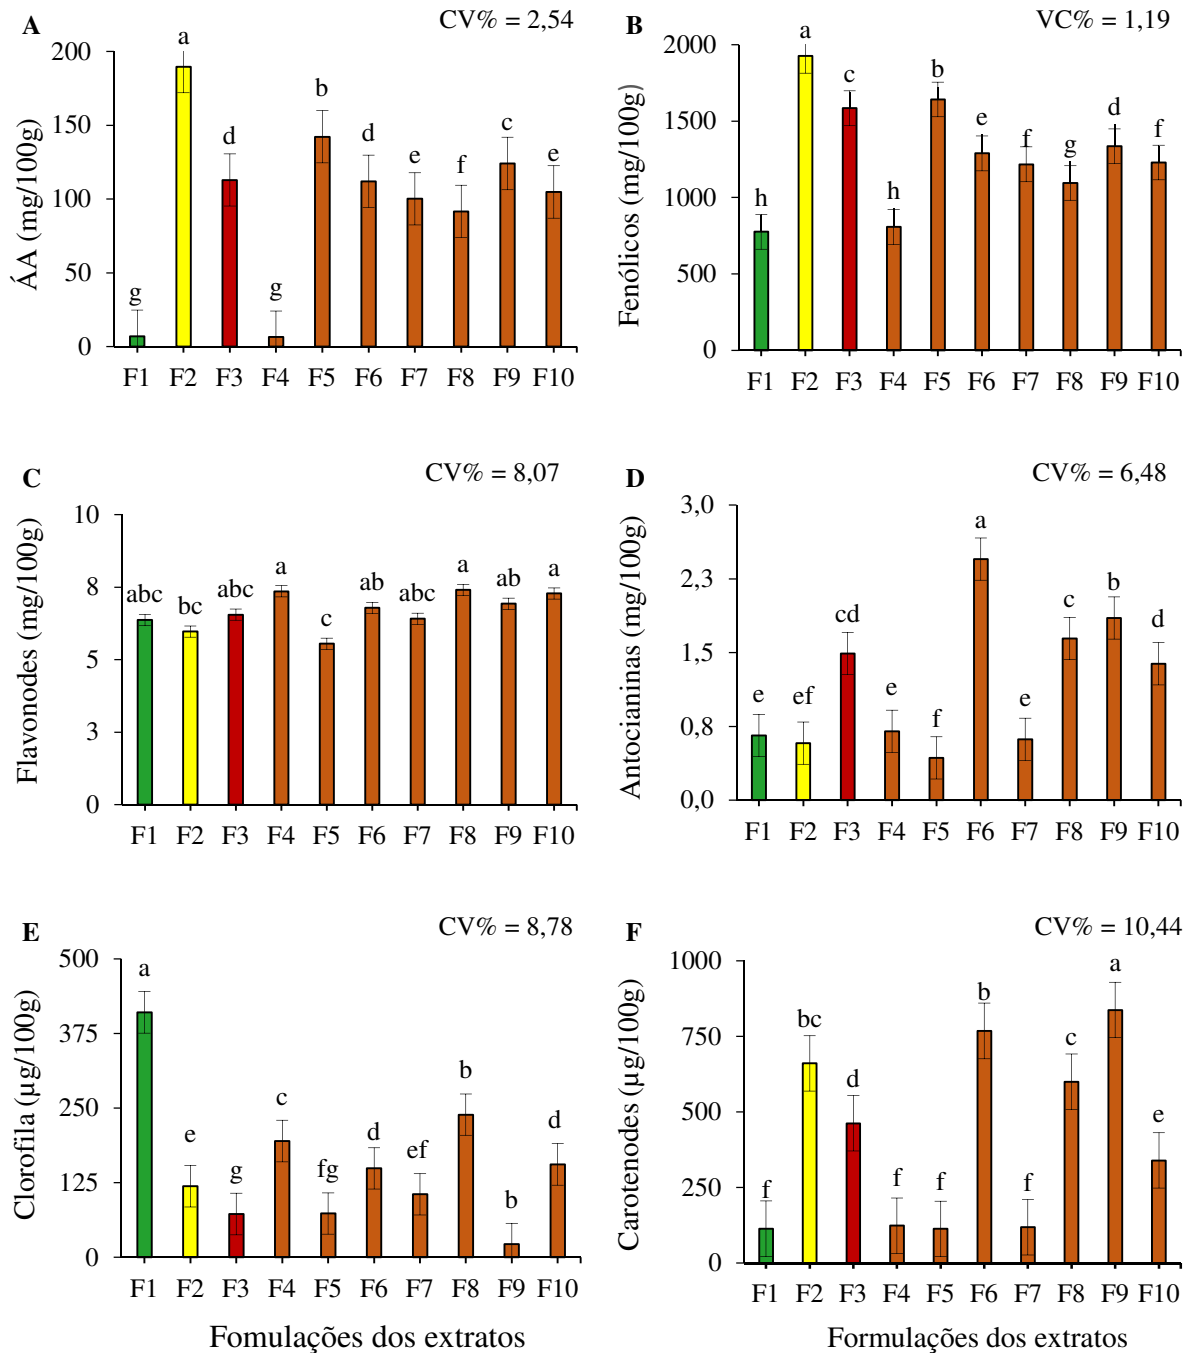 A
CV% = 2,54
ÁA (mg/100g)
200
150
100
50
0
a
b
c
d
d
e
e
f
g
g
F1 F2 F3 F4 F5 F6 F7 F8 F9 F10
B
VC% = 1,19
Fenólicos (mg/100g)
2000
1500
1000
500
0
a
b
c
d
e
f
f
g
h
h
F1 F2 F3 F4 F5 F6 F7 F8 F9 F10
C
CV% = 8,07
Flavonodes (mg/100g)
10
8
5
3
0
abc bc abc a c ab abc a ab a
F1 F2 F3 F4 F5 F6 F7 F8 F9 F10
D
CV% = 6,48
Antocianinas (mg/100g)
3,0
2,3
1,5
0,8
0,0
e ef cd e f a e c b d
F1 F2 F3 F4 F5 F6 F7 F8 F9 F10
E
CV% = 8,78
Clorofila (µg/100g)
500
375
250
125
0
a e g c fg d ef b b d
F1 F2 F3 F4 F5 F6 F7 F8 F9 F10
Fomulações dos extratos
F
CV% = 10,44
Carotenodes (µg/100g)
1000
750
500
250
0
f bc d f f b f c a e
F1 F2 F3 F4 F5 F6 F7 F8 F9 F10
Formulações dos extratos